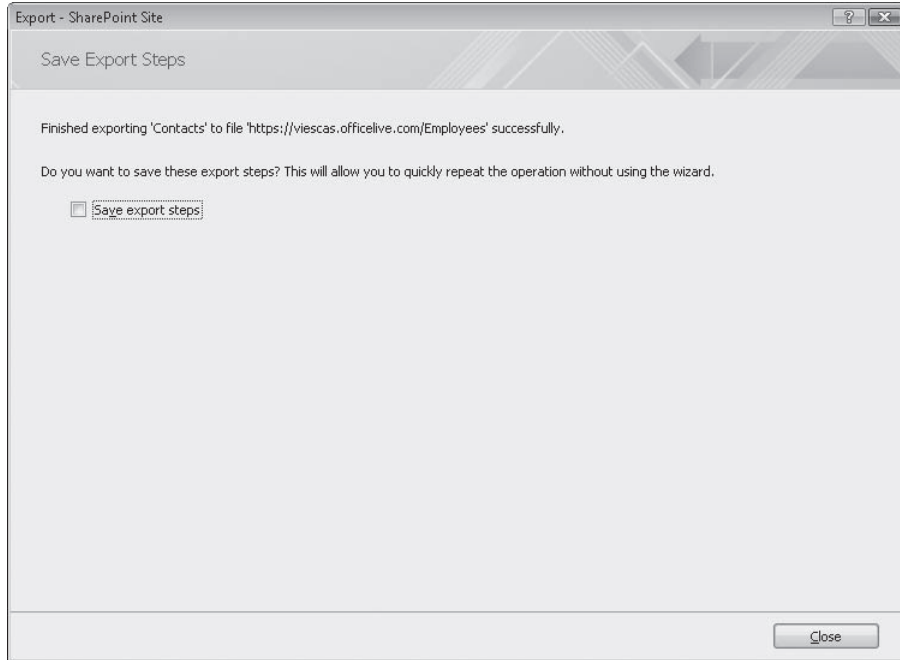 Export - SharePoint Site
Save Export Steps
Finished exporting 'Contacts' to file 'https://viescas.officelive.com/Employees' successfully.
Do you want to save these export steps? This will allow you to quickly repeat the operation without using the wizard.
Save export steps
Close